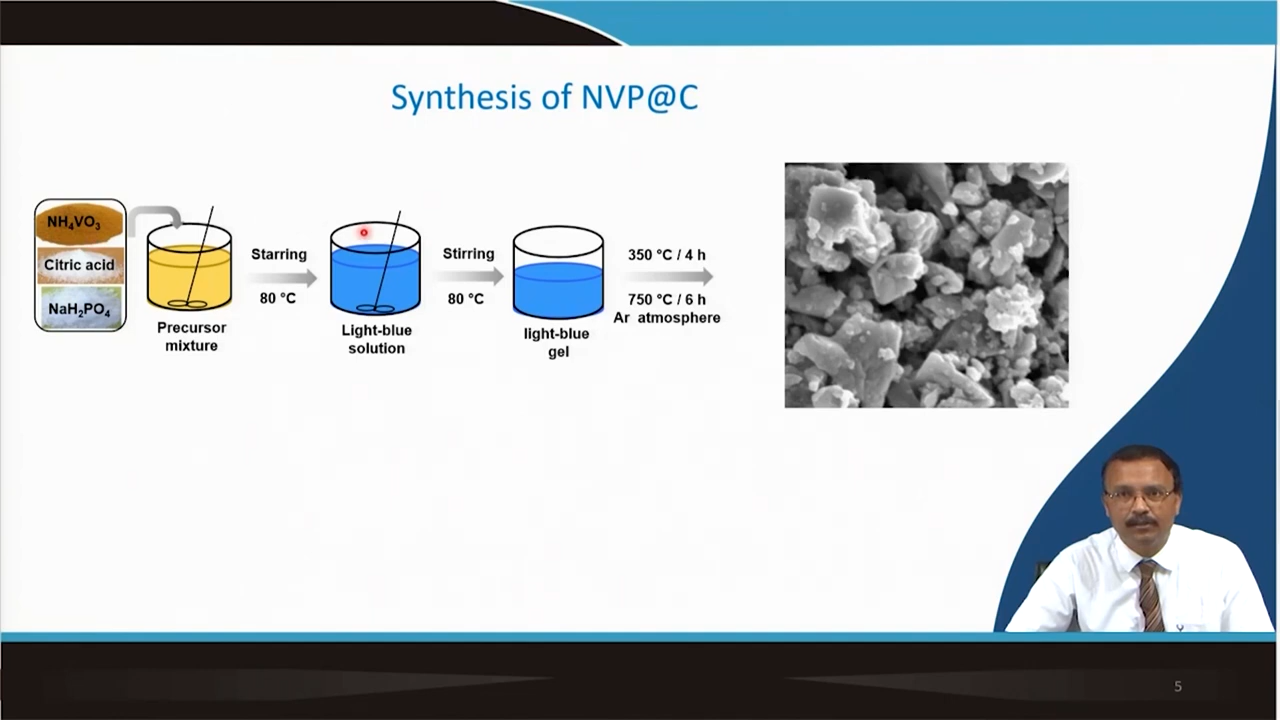 Synthesis of NVP@C
NH₄VO₃
Citric acid
NaH₂PO₄
Precursor
mixture
Starring
80 °C
Light-blue
solution
Stirring
80 °C
light-blue
gel
350 °C / 4 h
750 °C / 6 h
Ar atmosphere
5